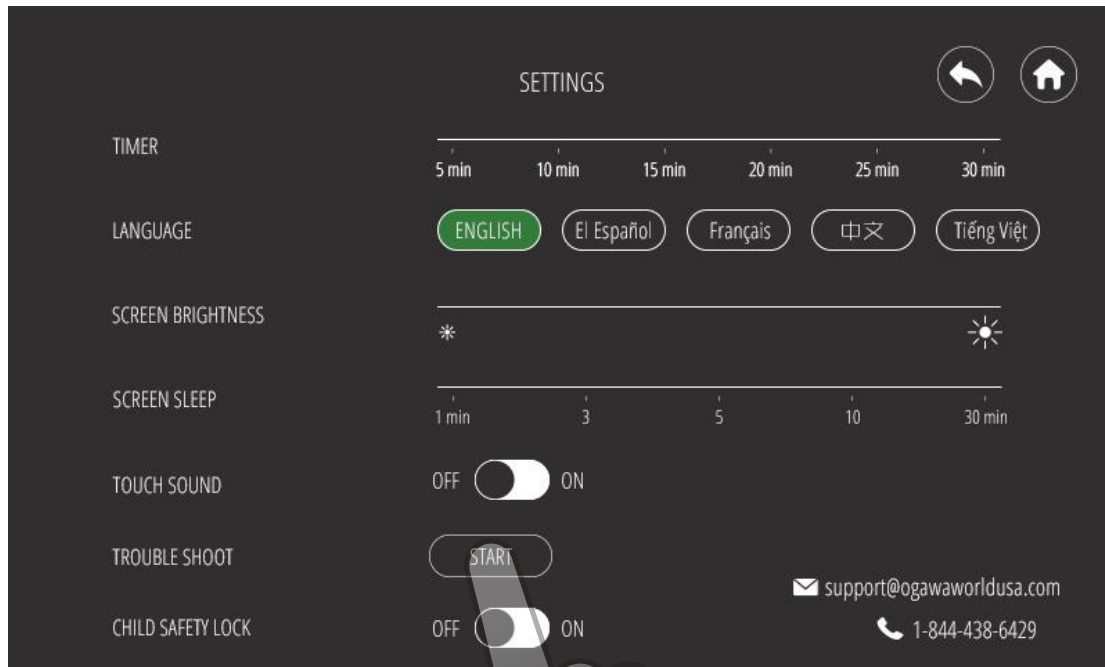 SETTINGS
TIMER
5 min 10 min 15 min 20 min 25 min 30 min
LANGUAGE ENGLISH El Español Français 中文 Tiếng Việt
SCREEN BRIGHTNESS
SCREEN SLEEP
1 min 3 5 10 30 min
TOUCH SOUND OFF ON
TROUBLE SHOOT START
support@ogawaworldusa.com
CHILD SAFETY LOCK OFF ON 1-844-438-6429